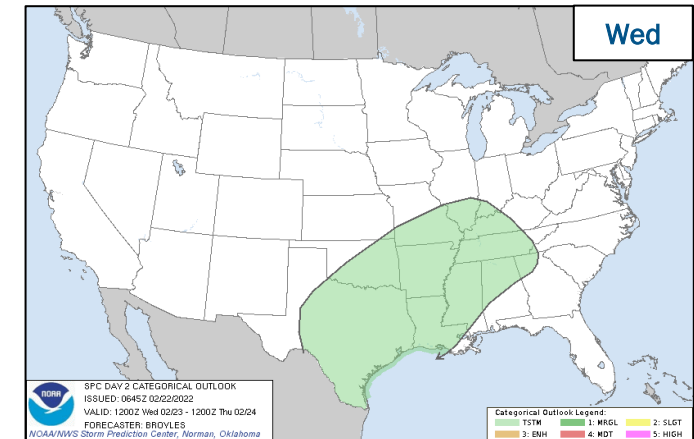 Wed
NOAA
SPC DAY 2 CATEGORICAL OUTLOOK
ISSUED: 0645Z 02/22/2022
VALID: 1200Z Wed 02/23 - 1200Z Thu 02/24
FORECASTER: BROYLES
NOAA/NWS Storm Prediction Center, Norman, Oklahoma
Categorical Outlook Legend:
TSTM 1: MRGL 2: SLGT
3: ENH 4: MDT 5: HIGH